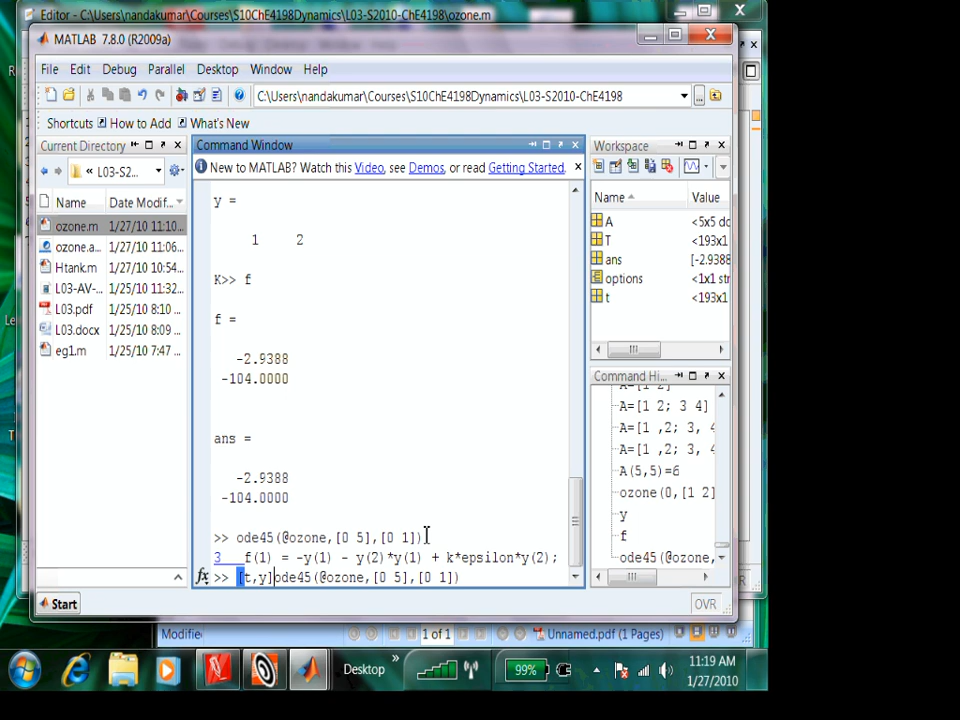 Editor - C:\Users\nandakumar\Courses\S10ChE4198Dynamics\L03-S2010-ChE4198\ozone.m
MATLAB 7.8.0 (R2009a)
File Edit Debug Parallel Desktop Window Help
C:\Users\nandakumar\Courses\S10ChE4198Dynamics\L03-S2010-ChE4198
Shortcuts How to Add What's New
Current Directory
« L03-S2...
Name Date Modif...
ozone.m 1/27/10 11:10...
ozone.a... 1/27/10 11:06...
Htank.m 1/27/10 10:54...
L03-AV-... 1/25/10 11:32...
L03.pdf 1/25/10 8:10 ...
L03.docx 1/25/10 8:09 ...
eg1.m 1/25/10 7:47 ...
Command Window
New to MATLAB? Watch this Video, see Demos, or read Getting Started.
y =
1 2
K>> f
f =
-2.9388
-104.0000
ans =
-2.9388
-104.0000
>> ode45(@ozone,[0 5],[0 1])
3 f(1) = -y(1) - y(2)*y(1) + k*epsilon*y(2);
fx >> [t,y]ode45(@ozone,[0 5],[0 1])
Workspace
Name Value
A <5x5 do
T <193x1
ans [-2.9388
options <1x1 str
t <193x1
Command Hi...
A=[1 2]
A=[1 2; 3 4]
A=[1 ,2; 3, 4
A=[1 ,2; 3, 4
A(5,5)=6
ozone(0,[1 2]
y
f
ode45(@ozone,
Start
OVR
Modifie
1 of 1
Unnamed.pdf (1 Pages)
Desktop »
99%
11:19 AM
1/27/2010